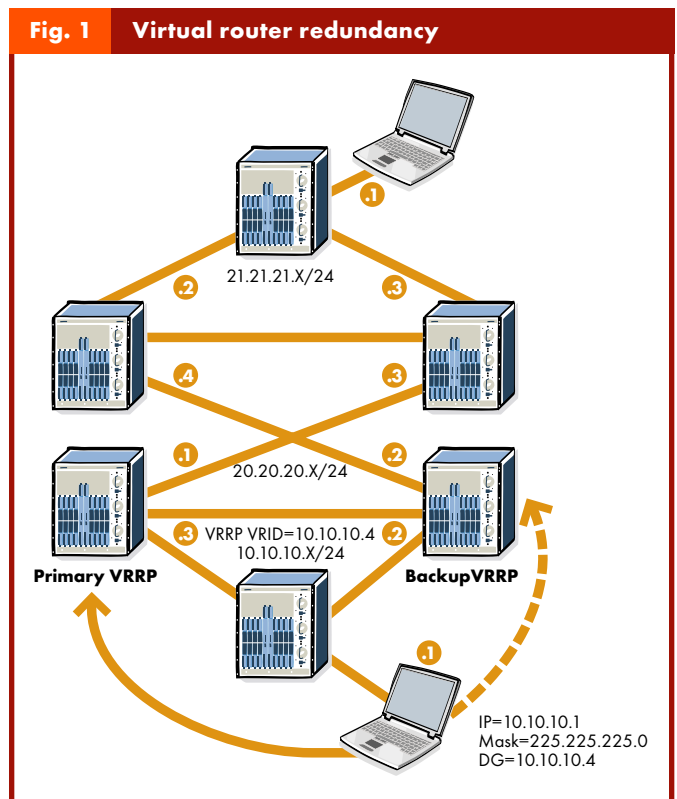 Fig. 1 Virtual router redundancy
.1
.2
21.21.21.X/24
.3
.4
.3
.1
20.20.20.X/24
.2
.3
VRRP VRID=10.10.10.4
10.10.10.X/24
.2
Primary VRRP
BackupVRRP
.1
IP=10.10.10.1
Mask=225.225.225.0
DG=10.10.10.4